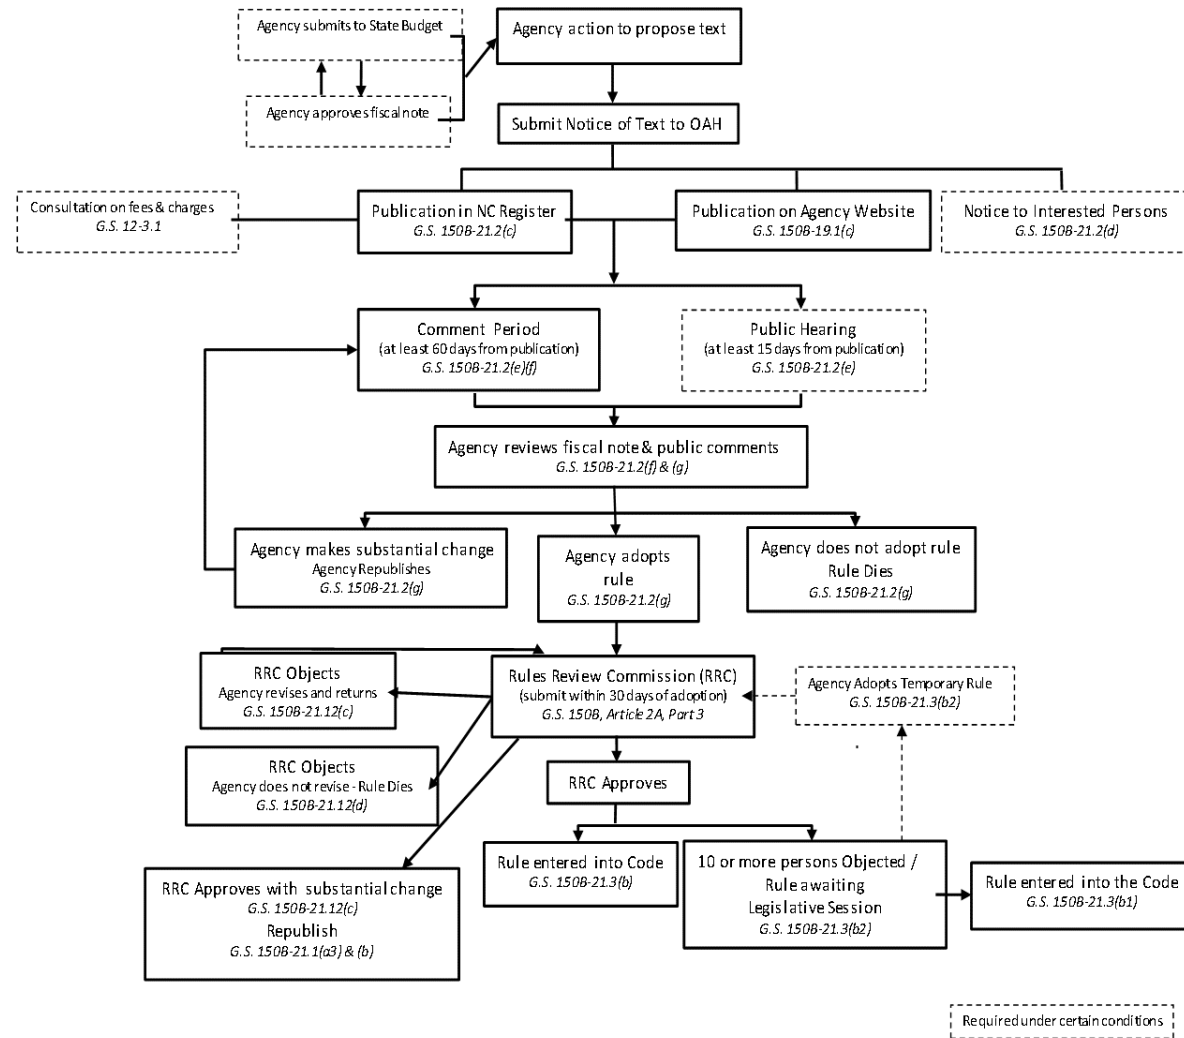 Agency submits to State Budget
Agency action to propose text
Agency approves fiscal note
Submit Notice of Text to OAH
Consultation on fees & charges
G.S. 12-3.1
Publication in NC Register
G.S. 150B-21.2(c)
Publication on Agency Website
G.S. 150B-19.1(c)
Notice to Interested Persons
G.S. 150B-21.2(d)
Comment Period
(at least 60 days from publication)
G.S. 150B-21.2(e)(f)
Public Hearing
(at least 15 days from publication)
G.S. 150B-21.2(e)
Agency reviews fiscal note & public comments
G.S. 150B-21.2(f) & (g)
Agency makes substantial change
Agency Republishes
G.S. 150B-21.2(g)
Agency adopts
rule
G.S. 150B-21.2(g)
Agency does not adopt rule
Rule Dies
G.S. 150B-21.2(g)
RRC Objects
Agency revises and returns
G.S. 150B-21.12(c)
Rules Review Commission (RRC)
(submit within 30 days of adoption)
G.S. 150B, Article 2A, Part 3
Agency Adopts Temporary Rule
G.S. 150B-21.3(b2)
RRC Objects
Agency does not revise - Rule Dies
G.S. 150B-21.12(d)
RRC Approves
RRC Approves with substantial change
G.S. 150B-21.12(c)
Republish
G.S. 150B-21.1(a3) & (b)
Rule entered into Code
G.S. 150B-21.3(b)
10 or more persons Objected /
Rule awaiting
Legislative Session
G.S. 150B-21.3(b2)
Rule entered into the Code
G.S. 150B-21.3(b1)
Required under certain conditions